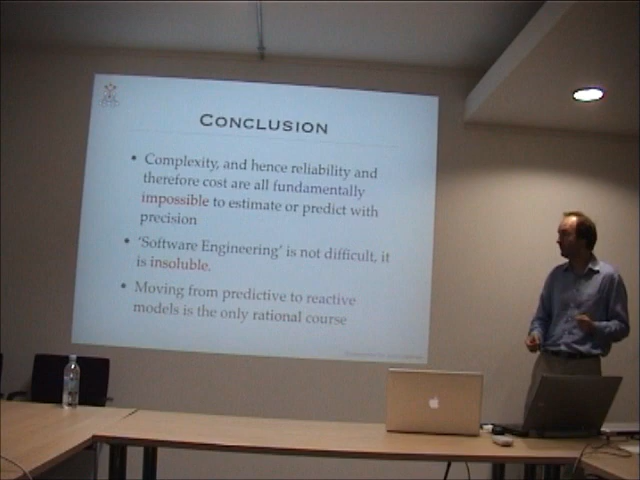 CONCLUSION
• Complexity, and hence reliability and
therefore cost are all fundamentally
impossible to estimate or predict with
precision
• 'Software Engineering' is not difficult, it
is insoluble.
• Moving from predictive to reactive
models is the only rational course